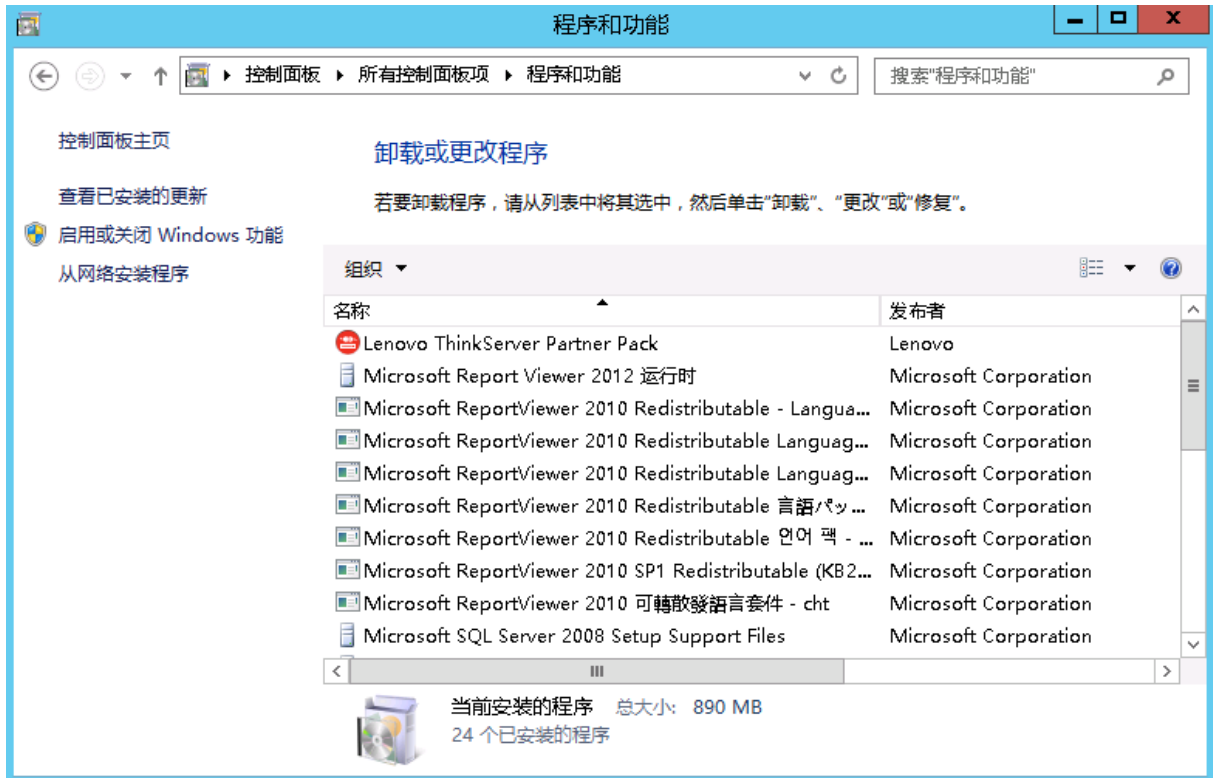 程序和功能
控制面板 所有控制面板项 程序和功能 搜索"程序和功能"
控制面板主页
查看已安装的更新
启用或关闭 Windows 功能
从网络安装程序
卸载或更改程序
若要卸载程序，请从列表中将其选中，然后单击“卸载”、“更改”或“修复”。
组织
名称 发布者
Lenovo ThinkServer Partner Pack Lenovo
Microsoft Report Viewer 2012 运行时 Microsoft Corporation
Microsoft ReportViewer 2010 Redistributable - Langua... Microsoft Corporation
Microsoft ReportViewer 2010 Redistributable Languag... Microsoft Corporation
Microsoft ReportViewer 2010 Redistributable Languag... Microsoft Corporation
Microsoft ReportViewer 2010 Redistributable 言語パッ... Microsoft Corporation
Microsoft ReportViewer 2010 Redistributable 언어 팩 - ... Microsoft Corporation
Microsoft ReportViewer 2010 SP1 Redistributable (KB2... Microsoft Corporation
Microsoft ReportViewer 2010 可轉散發語言套件 - cht Microsoft Corporation
Microsoft SQL Server 2008 Setup Support Files Microsoft Corporation
当前安装的程序 总大小: 890 MB
24 个已安装的程序